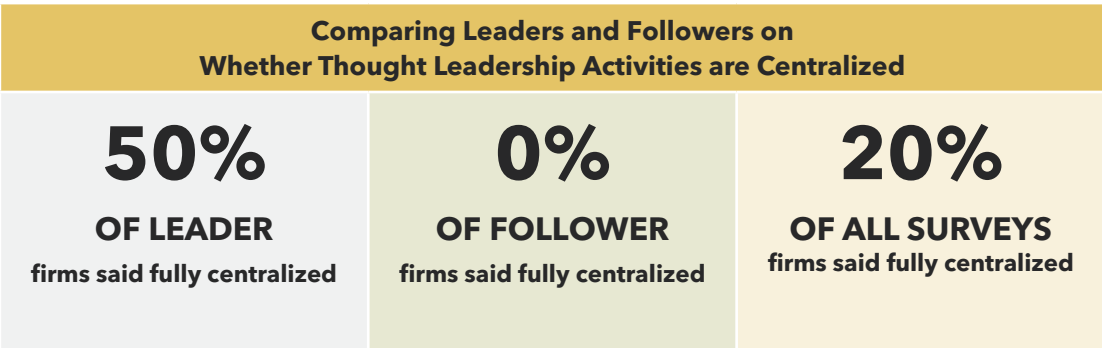 Comparing Leaders and Followers on
Whether Thought Leadership Activities are Centralized
50%
OF LEADER
firms said fully centralized
0%
OF FOLLOWER
firms said fully centralized
20%
OF ALL SURVEYS
firms said fully centralized